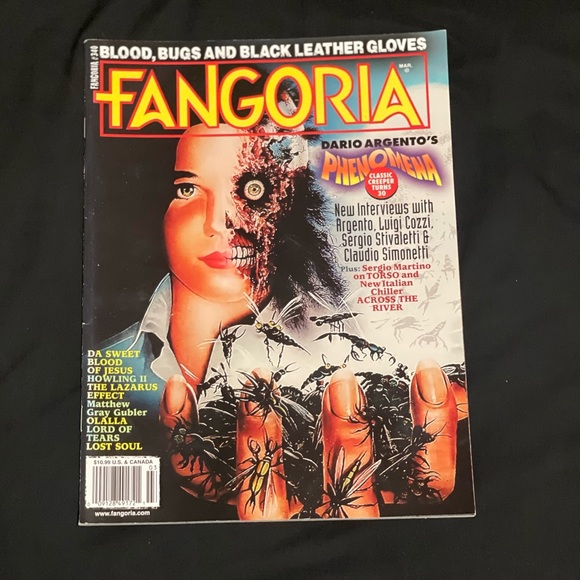 BLOOD, BUGS AND BLACK LEATHER GLOVES
FANGORIA #340
FANGORIA
MAR.
DARIO ARGENTO'S
PHENOMENA
CLASSIC
CREEPER
TURNS
30
New Interviews with
Argento, Luigi Cozzi,
Sergio Stivaletti &
Claudio Simonetti
Plus: Sergio Martino
on TORSO and
New Italian
Chiller
ACROSS THE
RIVER
DA SWEET
BLOOD
OF JESUS
HOWLING II
THE LAZARUS
EFFECT
Matthew
Gray Gubler
OLALLA
LORD OF
TEARS
LOST SOUL
$10.99 U.S. & CANADA
03
www.fangoria.com